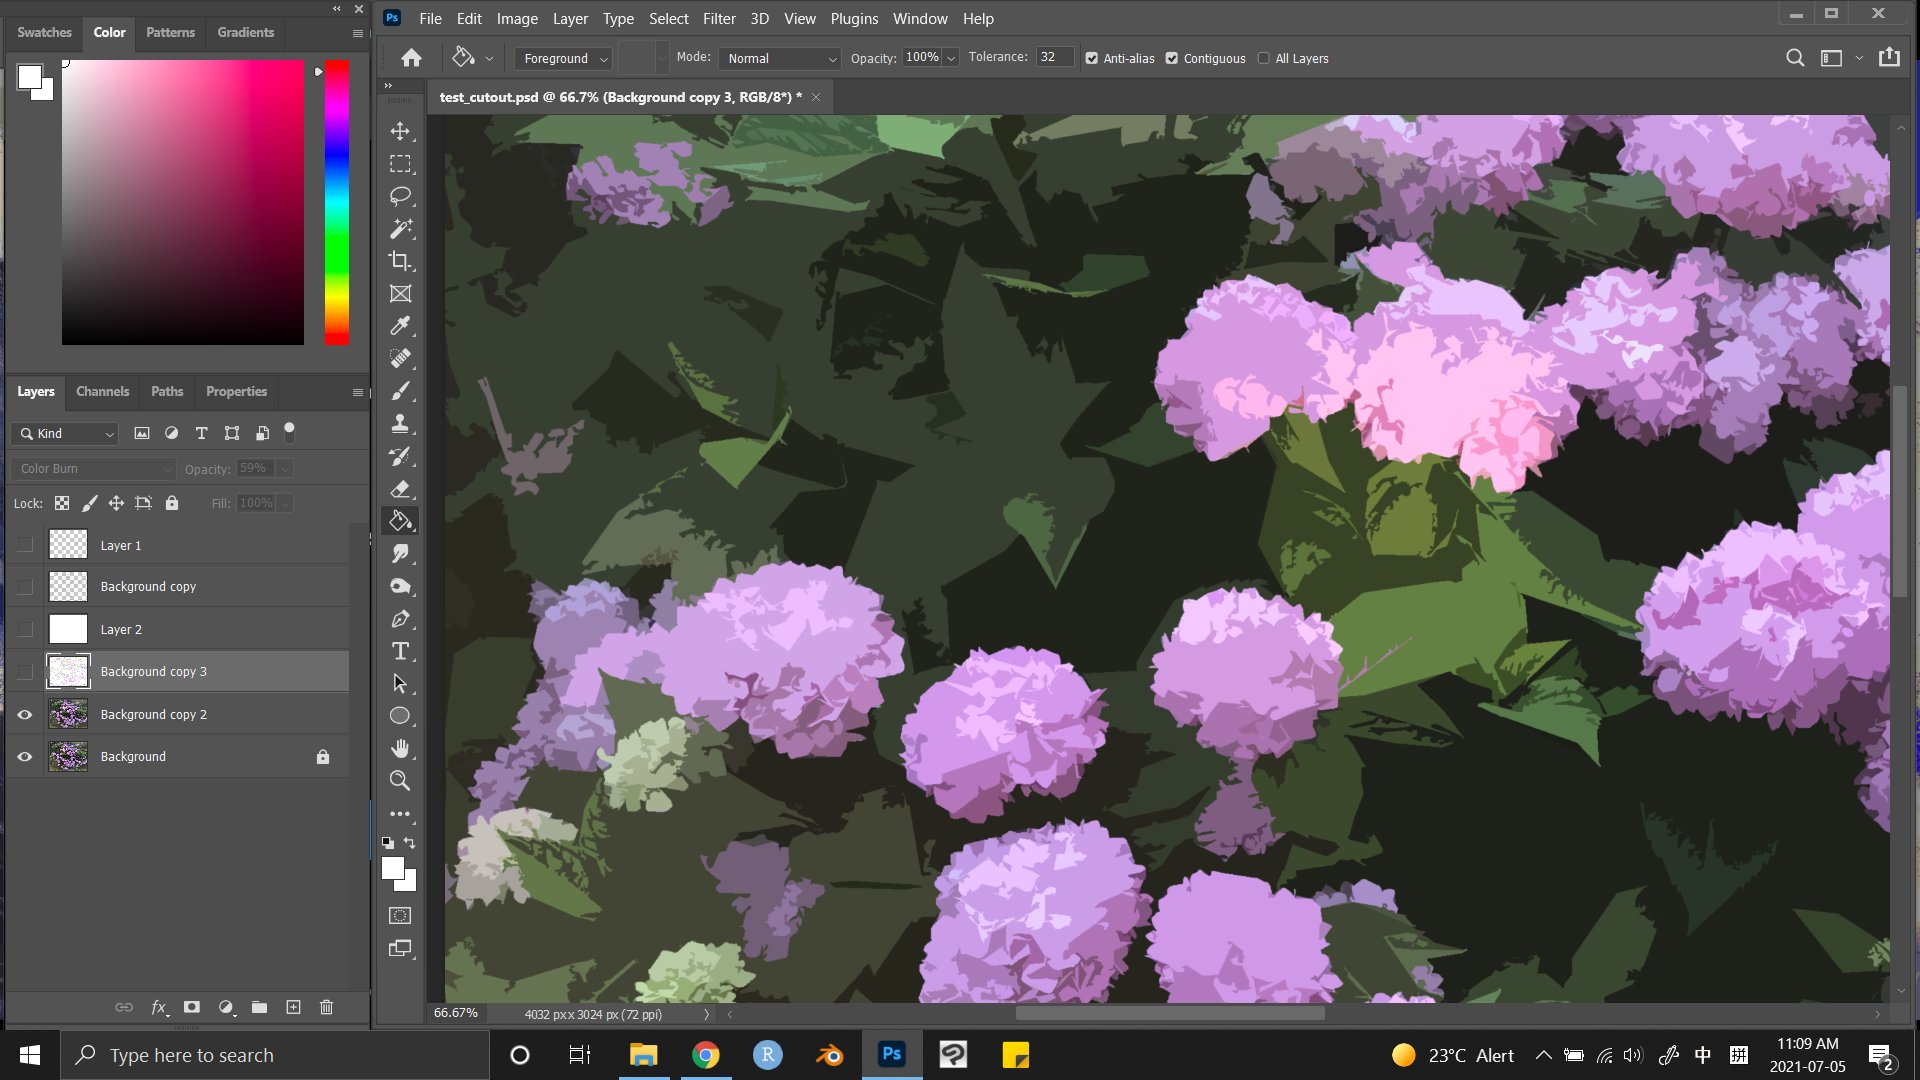 Swatches Color Patterns Gradients
Ps File Edit Image Layer Type Select Filter 3D View Plugins Window Help
Foreground Mode: Normal Opacity: 100% Tolerance: 32 Anti-alias Contiguous All Layers
test_cutout.psd @ 66.7% (Background copy 3, RGB/8*) *
Layers Channels Paths Properties
Kind
Color Burn Opacity: 59%
Lock: Fill: 100%
Layer 1
Background copy
Layer 2
Background copy 3
Background copy 2
Background
fx
66.67% 4032 px x 3024 px (72 ppi)
Type here to search
R
Ps
23°C Alert
中
拼
11:09 AM
2021-07-05
2